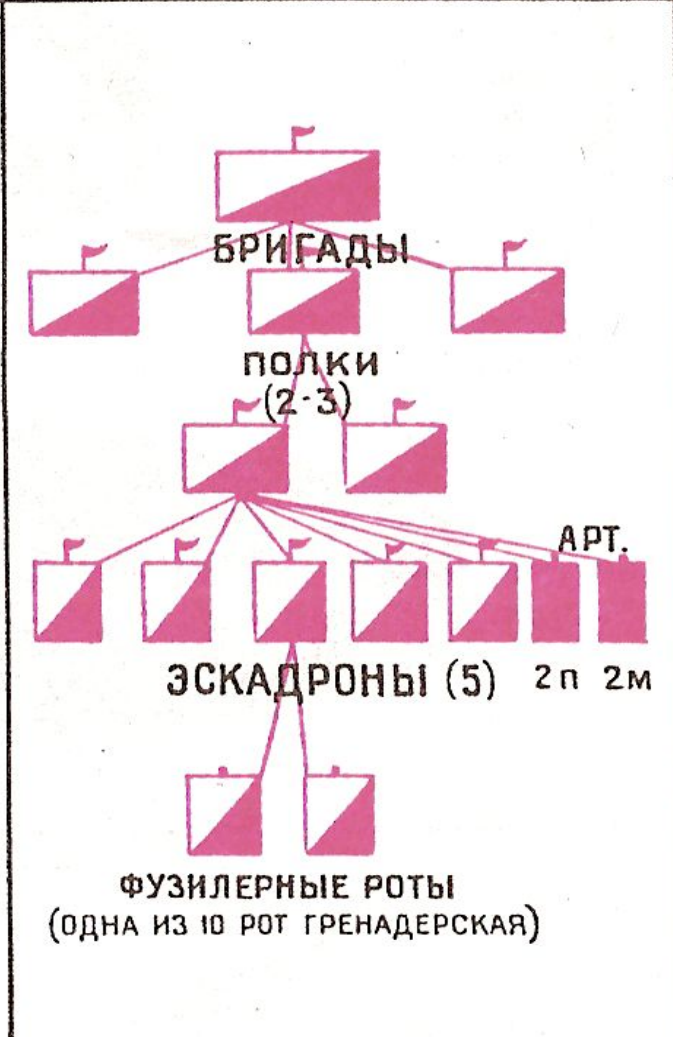 БРИГАДЫ
ПОЛКИ
(2-3)
АРТ.
ЭСКАДРОНЫ (5) 2п 2м
ФУЗИЛЕРНЫЕ РОТЫ
(ОДНА ИЗ 10 РОТ ГРЕНАДЕРСКАЯ)